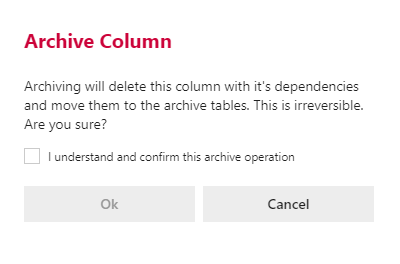 Archive Column
Archiving will delete this column with it's dependencies
and move them to the archive tables. This is irreversible.
Are you sure?
I understand and confirm this archive operation
Ok
Cancel